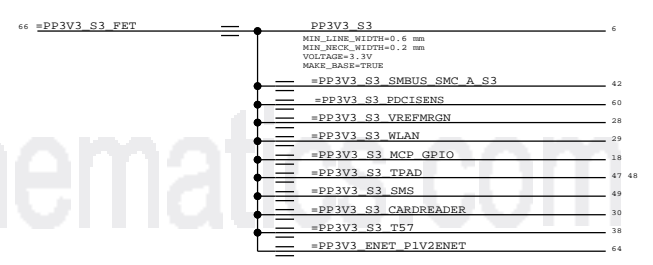 66 =PP3V3_S3_FET PP3V3_S3 6
MIN_LINE_WIDTH=0.6 mm
MIN_NECK_WIDTH=0.2 mm
VOLTAGE=3.3V
MAKE_BASE=TRUE
=PP3V3_S3_SMBUS_SMC_A_S3 42
=PP3V3_S3_PDCISENS 60
=PP3V3_S3_VREFMRGN 28
=PP3V3_S3_WLAN 29
=PP3V3_S3_MCP_GPIO 18
=PP3V3_S3_TPAD 47 48
=PP3V3_S3_SMS 49
=PP3V3_S3_CARDREADER 30
=PP3V3_S3_T57 38
=PP3V3_ENET_P1V2ENET 64
hematics.com